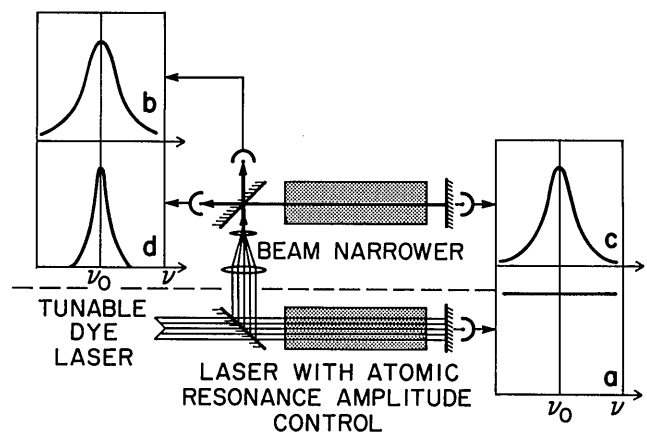 b
d
ν₀ ν
c
BEAM NARROWER
TUNABLE
DYE
LASER
LASER WITH ATOMIC
RESONANCE AMPLITUDE
CONTROL
a
ν₀ ν